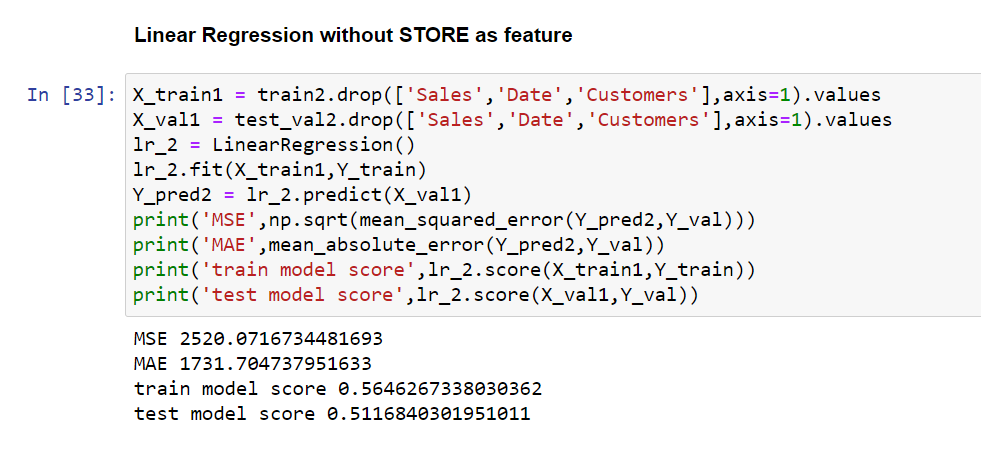 Linear Regression without STORE as feature
In [33]: X_train1 = train2.drop(['Sales','Date','Customers'],axis=1).values
X_val1 = test_val2.drop(['Sales','Date','Customers'],axis=1).values
lr_2 = LinearRegression()
lr_2.fit(X_train1,Y_train)
Y_pred2 = lr_2.predict(X_val1)
print('MSE',np.sqrt(mean_squared_error(Y_pred2,Y_val)))
print('MAE',mean_absolute_error(Y_pred2,Y_val))
print('train model score',lr_2.score(X_train1,Y_train))
print('test model score',lr_2.score(X_val1,Y_val))
MSE 2520.0716734481693
MAE 1731.704737951633
train model score 0.5646267338030362
test model score 0.5116840301951011